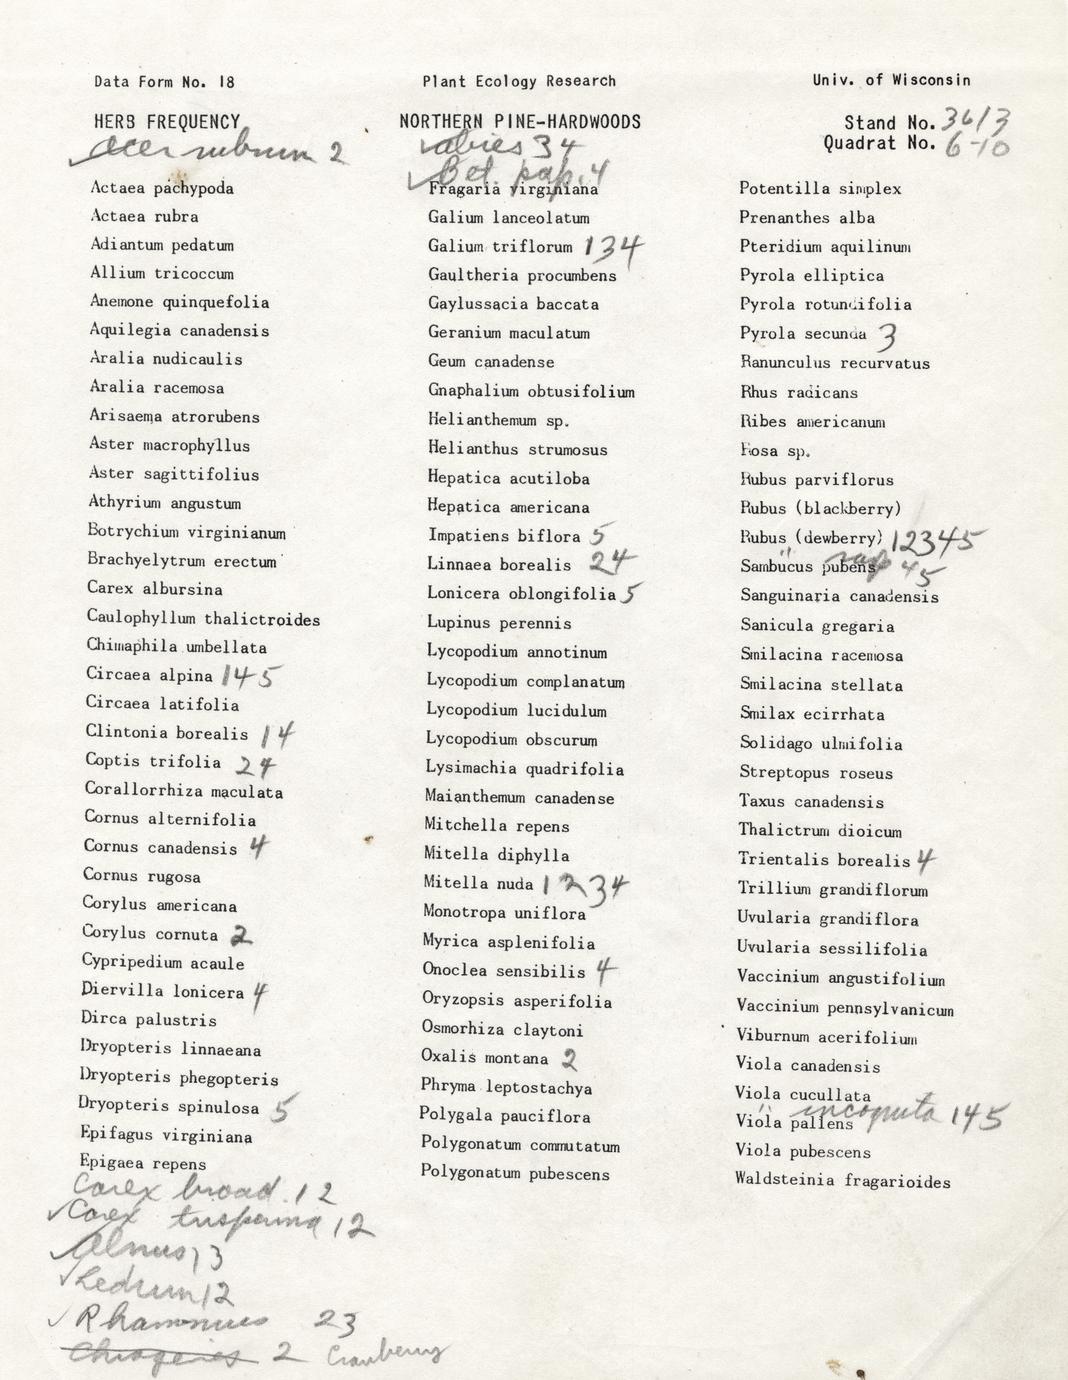 Data Form No. 18
Plant Ecology Research
Univ. of Wisconsin
HERB FREQUENCY
NORTHERN PINE-HARDWOODS
Stand No. 3613
Quadrat No. 6-10
✓ acer rubrum 2
✓ abies 34
✓ Bet. pap. 4
Actaea pachypoda
Actaea rubra
Adiantum pedatum
Allium tricoccum
Anemone quinquefolia
Aquilegia canadensis
Aralia nudicaulis
Aralia racemosa
Arisaema atrorubens
Aster macrophyllus
Aster sagittifolius
Athyrium angustum
Botrychium virginianum
Brachyelytrum erectum
Carex albursina
Caulophyllum thalictroides
Chimaphila umbellata
Circaea alpina 145
Circaea latifolia
Clintonia borealis 14
Coptis trifolia 24
Corallorrhiza maculata
Cornus alternifolia
Cornus canadensis 4
Cornus rugosa
Corylus americana
Corylus cornuta 2
Cypripedium acaule
Diervilla lonicera 4
Dirca palustris
Dryopteris linnaeana
Dryopteris phegopteris
Dryopteris spinulosa 5
Epifagus virginiana
Epigaea repens
Carex broad. 12
✓ Carex trisperma 12
✓ Alnus 13
✓ Ledum 12
✓ Rhamnus 23
2 Cranberry
Fragaria virginiana
Galium lanceolatum
Galium triflorum 134
Gaultheria procumbens
Gaylussacia baccata
Geranium maculatum
Geum canadense
Gnaphalium obtusifolium
Helianthemum sp.
Helianthus strumosus
Hepatica acutiloba
Hepatica americana
Impatiens biflora 5
Linnaea borealis 24
Lonicera oblongifolia 5
Lupinus perennis
Lycopodium annotinum
Lycopodium complanatum
Lycopodium lucidulum
Lycopodium obscurum
Lysimachia quadrifolia
Maianthemum canadense
Mitchella repens
Mitella diphylla
Mitella nuda 1234
Monotropa uniflora
Myrica asplenifolia
Onoclea sensibilis 4
Oryzopsis asperifolia
Osmorhiza claytoni
Oxalis montana 2
Phryma leptostachya
Polygala pauciflora
Polygonatum commutatum
Polygonatum pubescens
Potentilla simplex
Prenanthes alba
Pteridium aquilinum
Pyrola elliptica
Pyrola rotundifolia
Pyrola secunda 3
Ranunculus recurvatus
Rhus radicans
Ribes americanum
Rosa sp.
Rubus parviflorus
Rubus (blackberry)
Rubus (dewberry) 12345
" rasp 45
Sambucus pubens
Sanguinaria canadensis
Sanicula gregaria
Smilacina racemosa
Smilacina stellata
Smilax ecirrhata
Solidago ulmifolia
Streptopus roseus
Taxus canadensis
Thalictrum dioicum
Trientalis borealis 4
Trillium grandiflorum
Uvularia grandiflora
Uvularia sessilifolia
Vaccinium angustifolium
Vaccinium pennsylvanicum
Viburnum acerifolium
Viola canadensis
Viola cucullata
" incognita 145
Viola pallens
Viola pubescens
Waldsteinia fragarioides